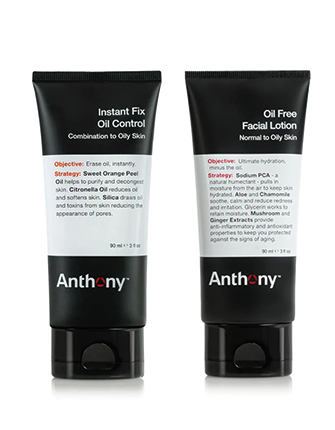 Instant Fix
Oil Control
Combination to Oily Skin
Objective: Erase oil, instantly.
Strategy: Sweet Orange Peel
Oil helps to purify and decongest
skin. Citronella Oil reduces oil
and softens skin. Silica draws oil
and toxins from skin reducing the
appearance of pores.
90 ml ℮ 3 fl oz
Anthony™
Oil Free
Facial Lotion
Normal to Oily Skin
Objective: Ultimate hydration,
minus the oil.
Strategy: Sodium PCA - a
natural humectant - pulls in
moisture from the air to keep skin
hydrated. Aloe and Chamomile
soothe, calm and reduce redness
and irritation. Glycerin works to
retain moisture. Mushroom and
Ginger Extracts provide
anti-inflammatory and antioxidant
properties to keep you protected
against the signs of aging.
90 ml ℮ 3 fl oz
Anthony™